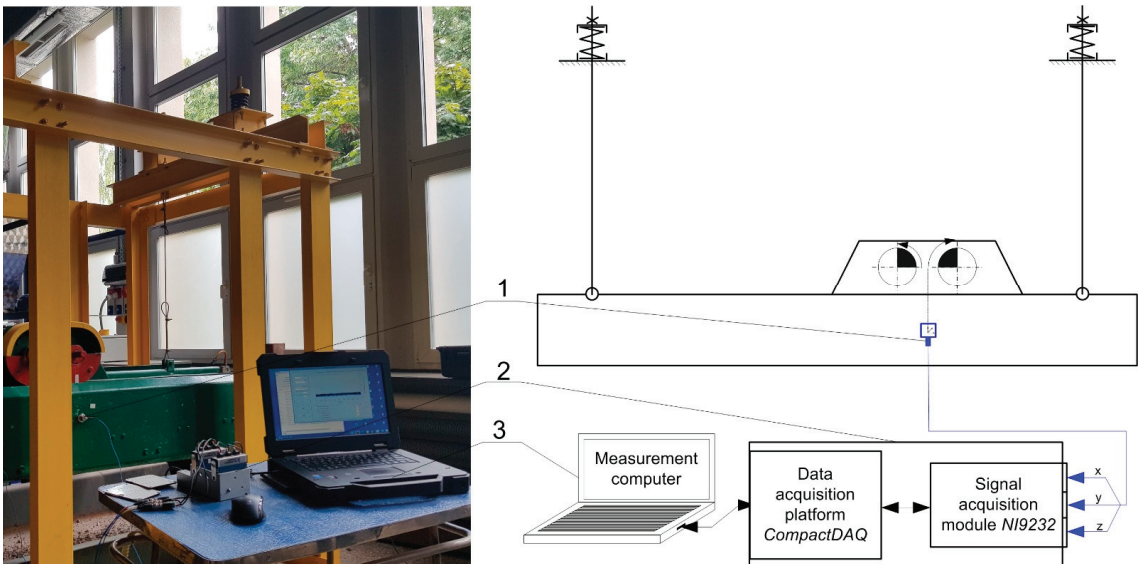 1
2
3
Measurement
computer
Data
acquisition
platform
CompactDAQ
Signal
acquisition
module NI9232
x
y
z